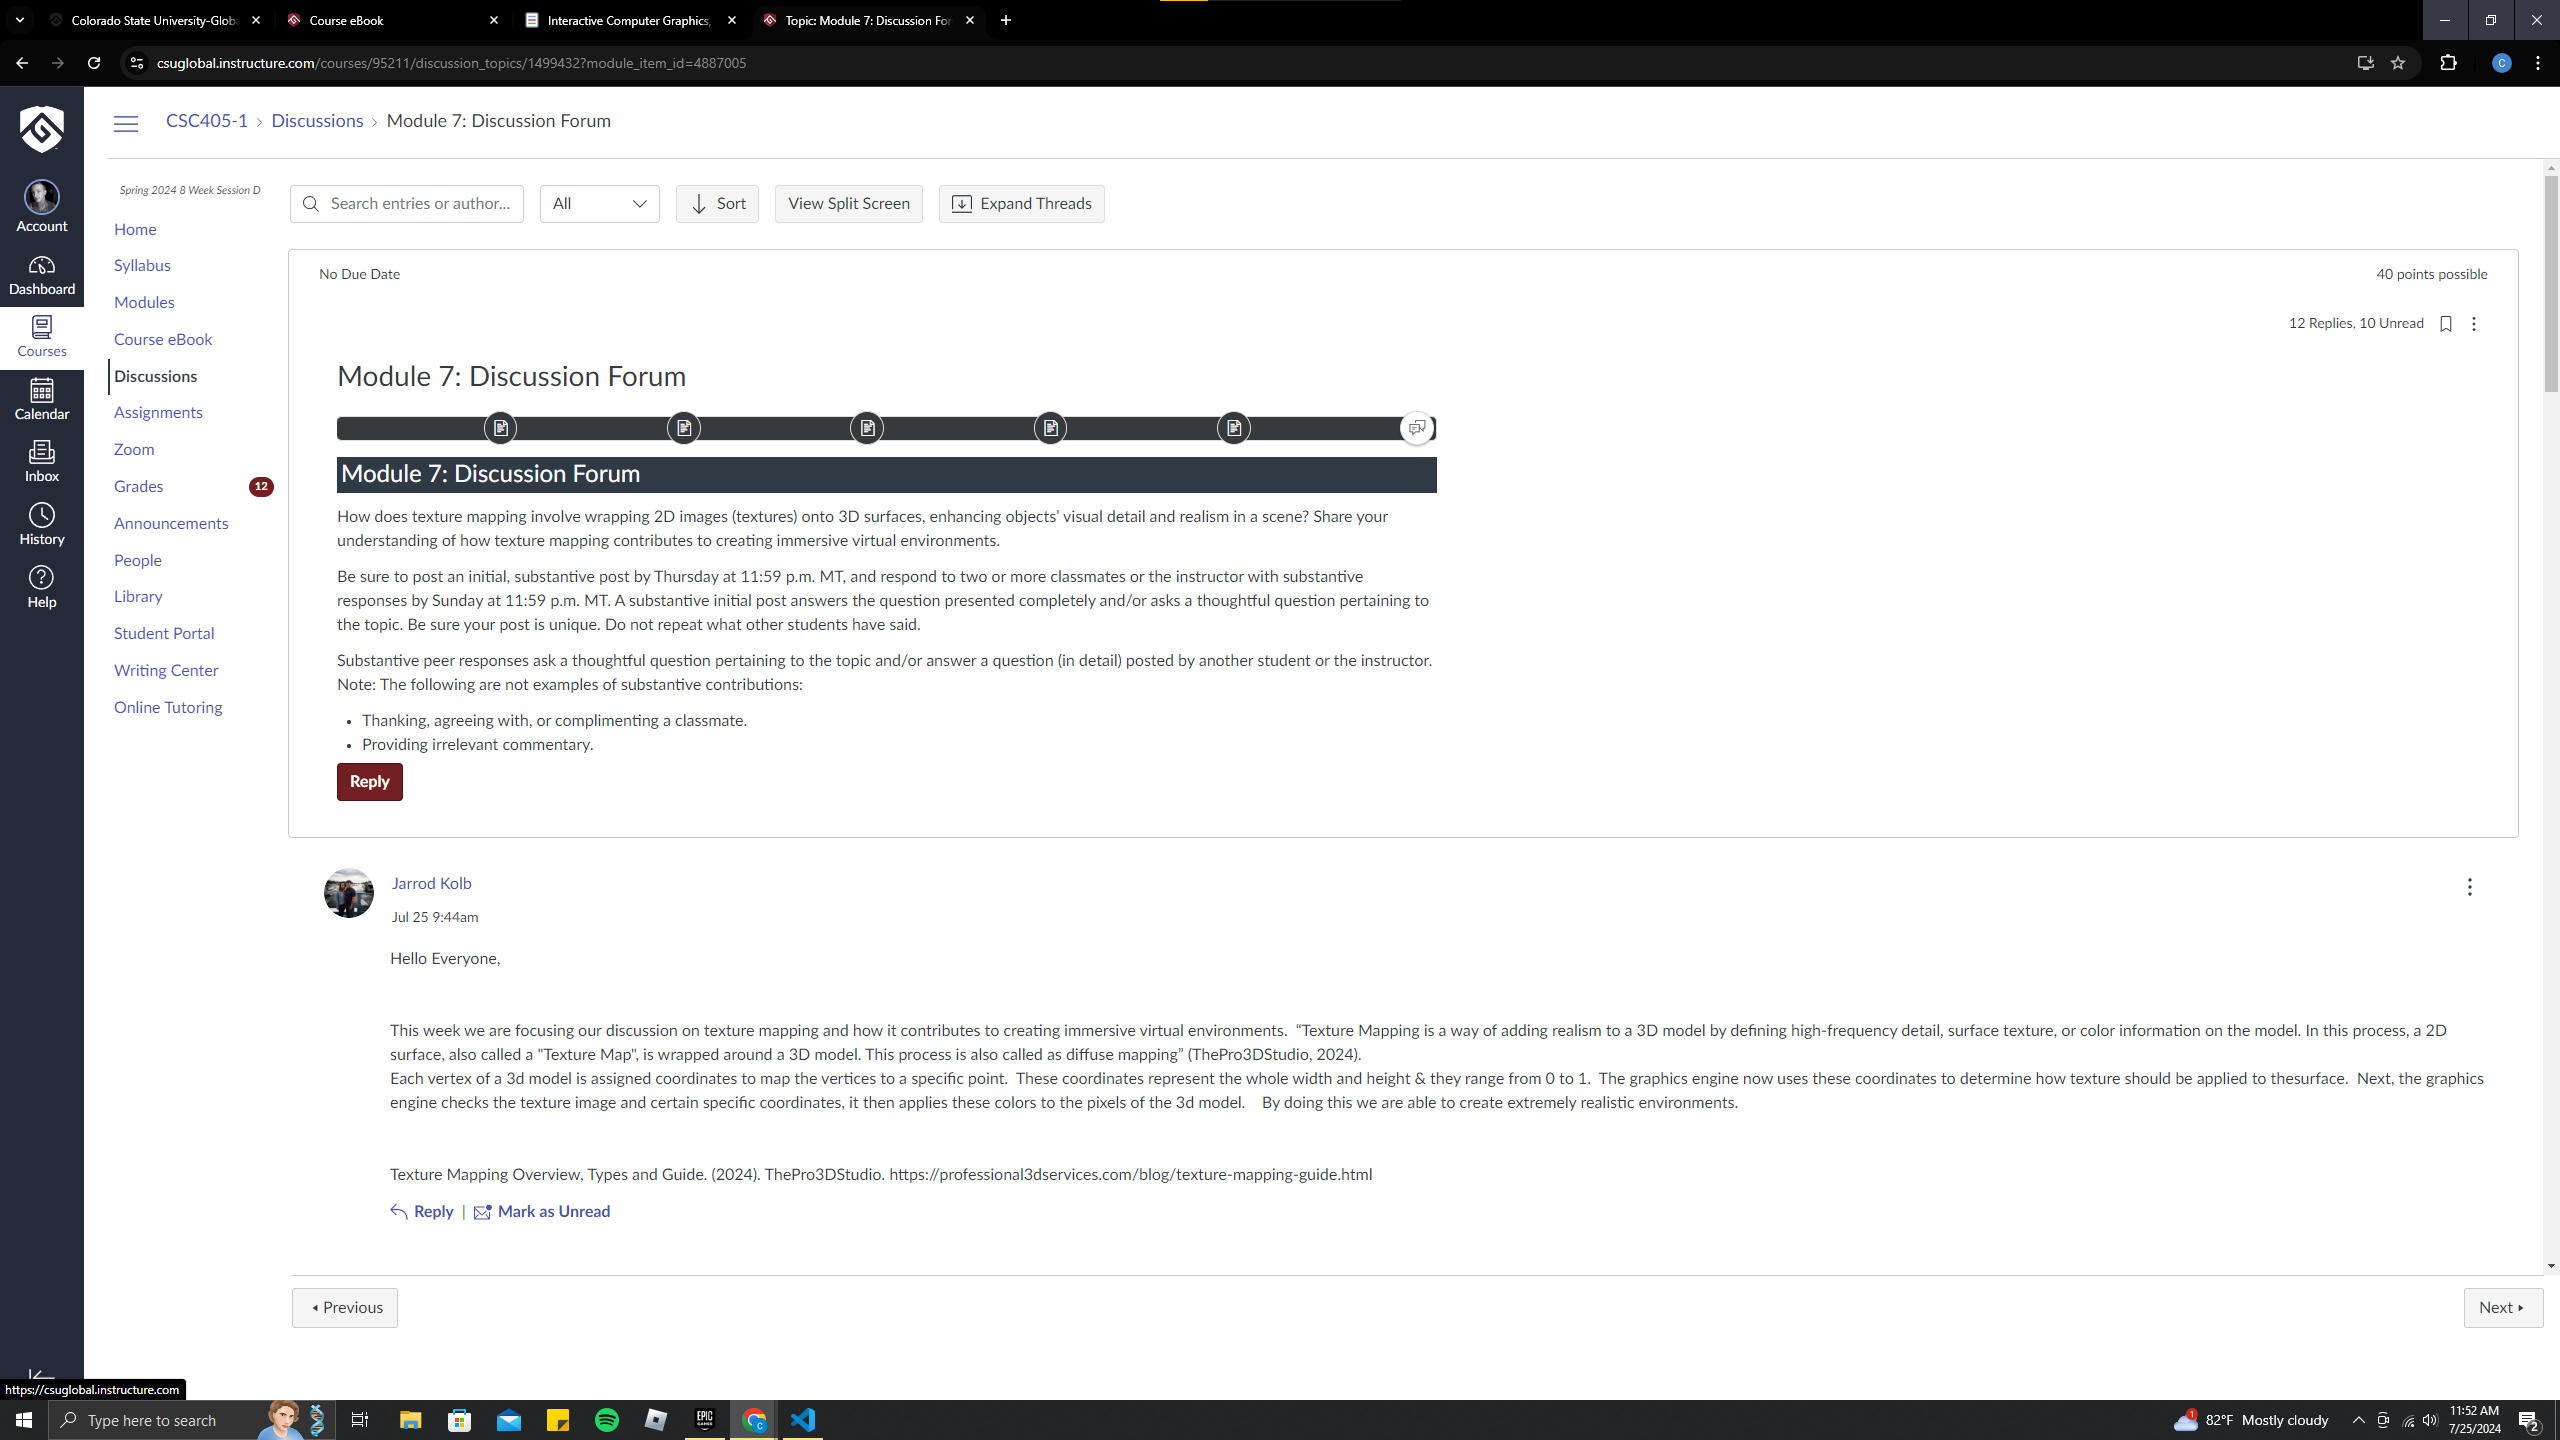 Colorado State University-Globa
Course eBook
Interactive Computer Graphics,
Topic: Module 7: Discussion For
csuglobal.instructure.com/courses/95211/discussion_topics/1499432?module_item_id=4887005
C
CSC405-1
Discussions
Module 7: Discussion Forum
Account
Dashboard
Courses
Calendar
Inbox
History
Help
Spring 2024 8 Week Session D
Home
Syllabus
Modules
Course eBook
Discussions
Assignments
Zoom
Grades
12
Announcements
People
Library
Student Portal
Writing Center
Online Tutoring
Search entries or author...
All
Sort
View Split Screen
Expand Threads
No Due Date
40 points possible
12 Replies, 10 Unread
Module 7: Discussion Forum
Module 7: Discussion Forum
How does texture mapping involve wrapping 2D images (textures) onto 3D surfaces, enhancing objects’ visual detail and realism in a scene? Share your
understanding of how texture mapping contributes to creating immersive virtual environments.
Be sure to post an initial, substantive post by Thursday at 11:59 p.m. MT, and respond to two or more classmates or the instructor with substantive
responses by Sunday at 11:59 p.m. MT. A substantive initial post answers the question presented completely and/or asks a thoughtful question pertaining to
the topic. Be sure your post is unique. Do not repeat what other students have said.
Substantive peer responses ask a thoughtful question pertaining to the topic and/or answer a question (in detail) posted by another student or the instructor.
Note: The following are not examples of substantive contributions:
• Thanking, agreeing with, or complimenting a classmate.
• Providing irrelevant commentary.
Reply
Jarrod Kolb
Jul 25 9:44am
Hello Everyone,
This week we are focusing our discussion on texture mapping and how it contributes to creating immersive virtual environments. “Texture Mapping is a way of adding realism to a 3D model by defining high-frequency detail, surface texture, or color information on the model. In this process, a 2D
surface, also called a "Texture Map", is wrapped around a 3D model. This process is also called as diffuse mapping” (ThePro3DStudio, 2024).
Each vertex of a 3d model is assigned coordinates to map the vertices to a specific point. These coordinates represent the whole width and height & they range from 0 to 1. The graphics engine now uses these coordinates to determine how texture should be applied to thesurface. Next, the graphics
engine checks the texture image and certain specific coordinates, it then applies these colors to the pixels of the 3d model. By doing this we are able to create extremely realistic environments.
Texture Mapping Overview, Types and Guide. (2024). ThePro3DStudio. https://professional3dservices.com/blog/texture-mapping-guide.html
Reply | Mark as Unread
Previous
Next
https://csuglobal.instructure.com
Type here to search
EPIC GAMES
C
1
82°F Mostly cloudy
11:52 AM
7/25/2024
2